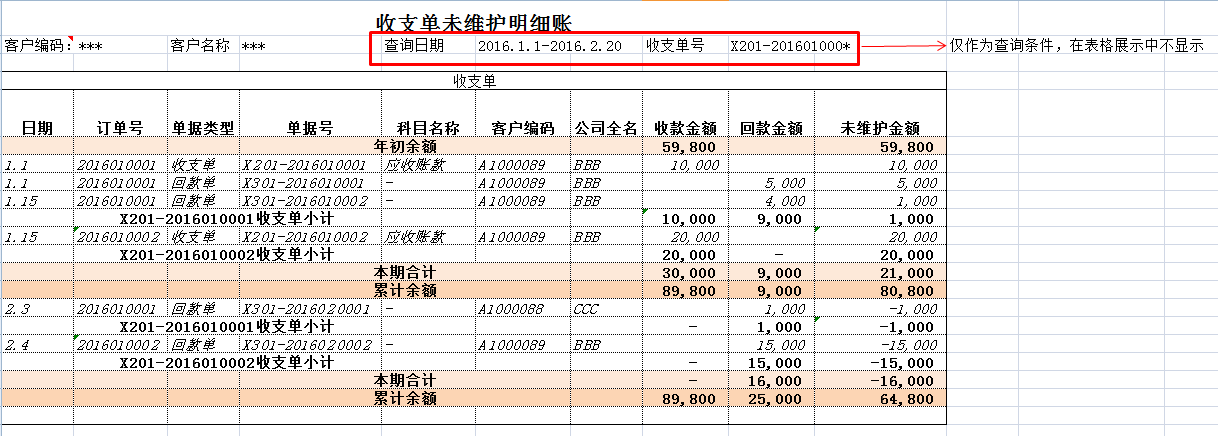 收支单未维护明细账
客户编码：*** 客户名称 *** 查询日期 2016.1.1-2016.2.20 收支单号 X201-201601000* 仅作为查询条件，在表格展示中不显示
收支单
日期 订单号 单据类型 单据号 科目名称 客户编码 公司全名 收款金额 回款金额 未维护金额
年初余额 59,800 59,800
1.1 2016010001 收支单 X201-2016010001 应收账款 A1000089 BBB 10,000 10,000
1.1 2016010001 回款单 X301-2016010001 - A1000089 BBB 5,000 5,000
1.15 2016010001 回款单 X301-2016010002 - A1000089 BBB 4,000 1,000
X201-2016010001收支单小计 10,000 9,000 1,000
1.15 2016010002 收支单 X201-2016010002 应收账款 A1000089 BBB 20,000 20,000
X201-2016010002收支单小计 20,000 - 20,000
本期合计 30,000 9,000 21,000
累计余额 89,800 9,000 80,800
2.3 2016010001 回款单 X301-2016020001 - A1000088 CCC 1,000 -1,000
X201-2016010001收支单小计 - 1,000 -1,000
2.4 2016010002 回款单 X301-2016020002 - A1000089 BBB 15,000 -15,000
X201-2016010002收支单小计 - 15,000 -15,000
本期合计 - 16,000 -16,000
累计余额 89,800 25,000 64,800